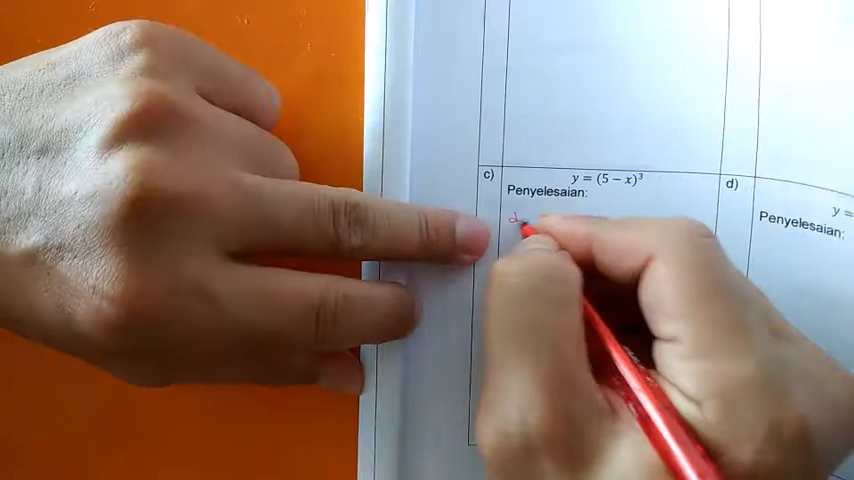 c) y = (5 − x)³ d)
Penyelesaian: y =
d Penyelesaian: